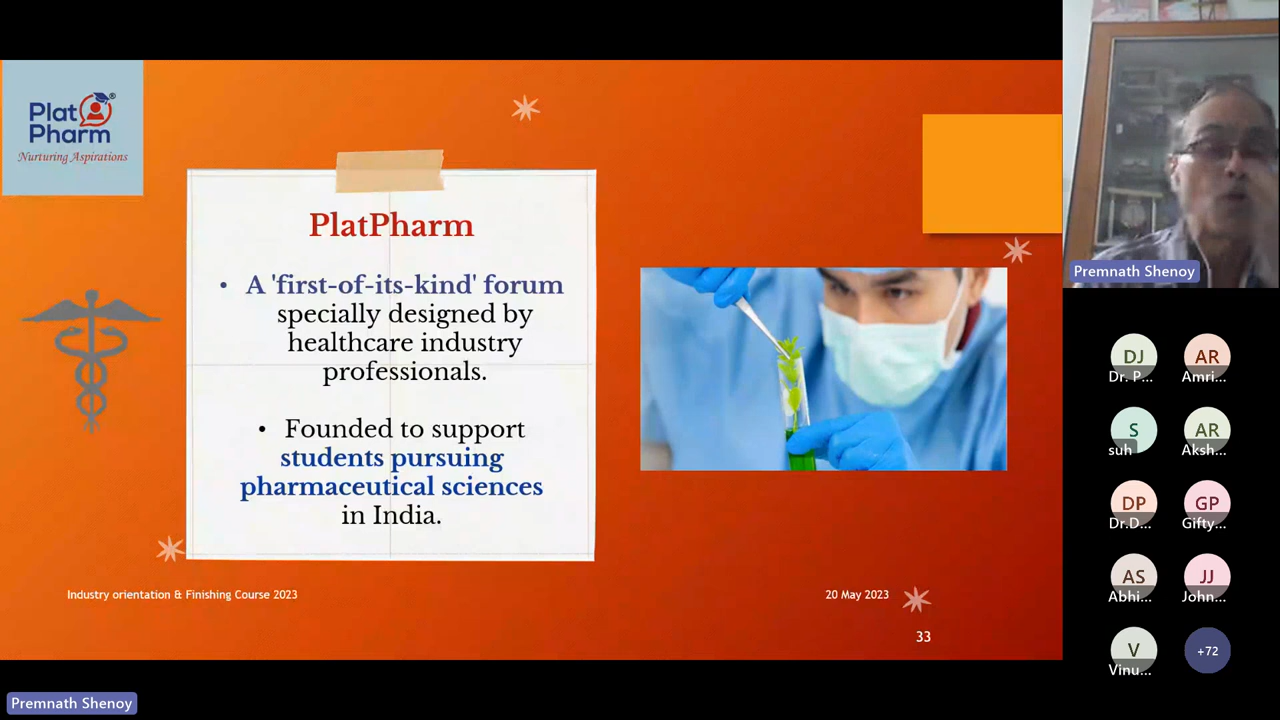 Plat
Pharm
®
Nurturing Aspirations
PlatPharm
• A 'first-of-its-kind' forum
specially designed by
healthcare industry
professionals.
• Founded to support
students pursuing
pharmaceutical sciences
in India.
Industry orientation & Finishing Course 2023
20 May 2023
33
Premnath Shenoy
DJ
Dr. P...
AR
Amri...
S
suh
AR
Aksh...
DP
Dr.D...
GP
Gifty...
AS
Abhi...
JJ
John...
V
Vinu...
+72
Premnath Shenoy